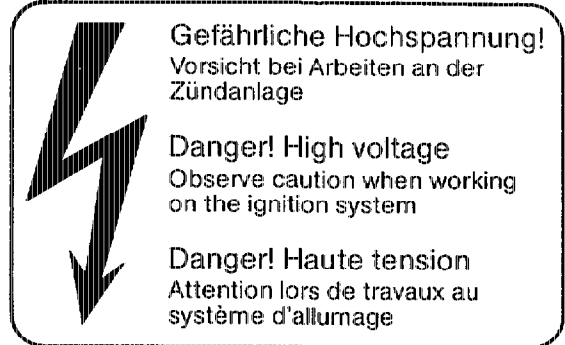 Gefährliche Hochspannung!
Vorsicht bei Arbeiten an der
Zündanlage
Danger! High voltage
Observe caution when working
on the ignition system
Danger! Haute tension
Attention lors de travaux au
système d'allumage